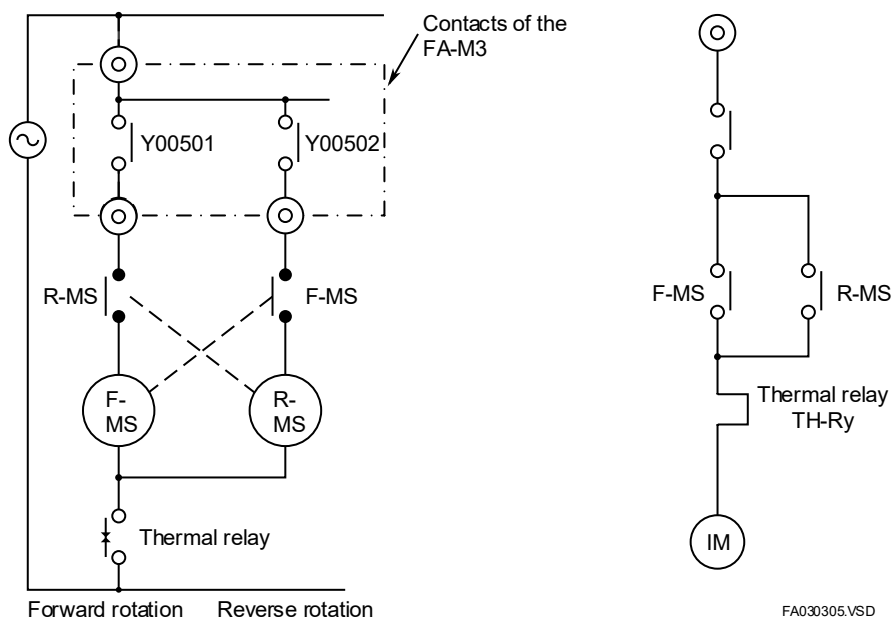 Contacts of the
FA-M3
Y00501
Y00502
R-MS
F-MS
F-
MS
R-
MS
Thermal relay
Forward rotation
Reverse rotation
F-MS
R-MS
Thermal relay
TH-Ry
IM
FA030305.VSD